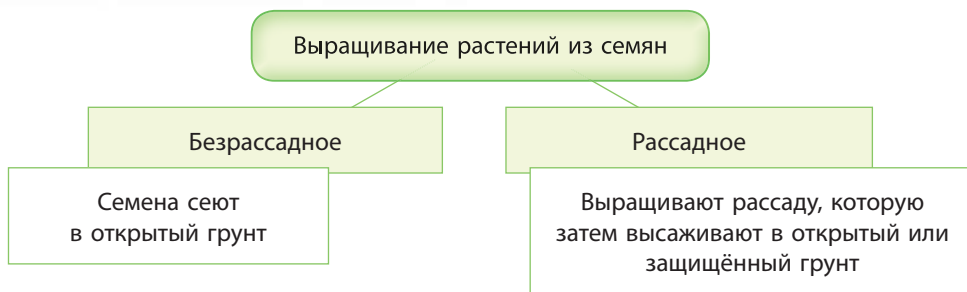 Выращивание растений из семян
Безрассадное
Рассадное
Семена сеют
в открытый грунт
Выращивают рассаду, которую
затем высаживают в открытый или
защищённый грунт